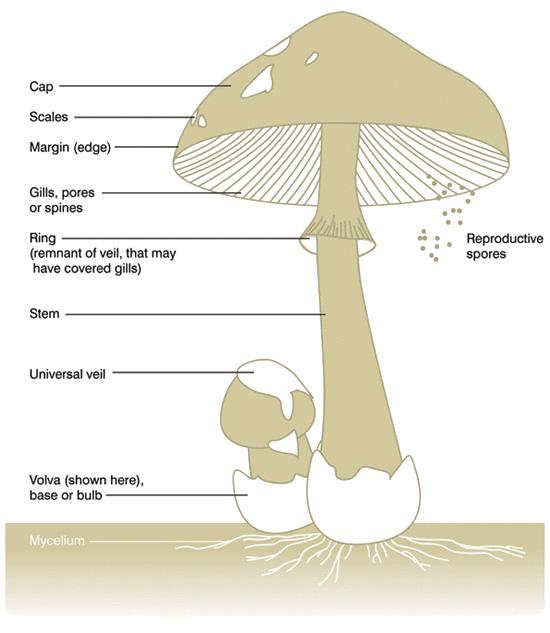 Cap
Scales
Margin (edge)
Gills, pores
or spines
Ring
(remnant of veil, that may
have covered gills)
Reproductive
spores
Stem
Universal veil
Volva (shown here),
base or bulb
Mycelium